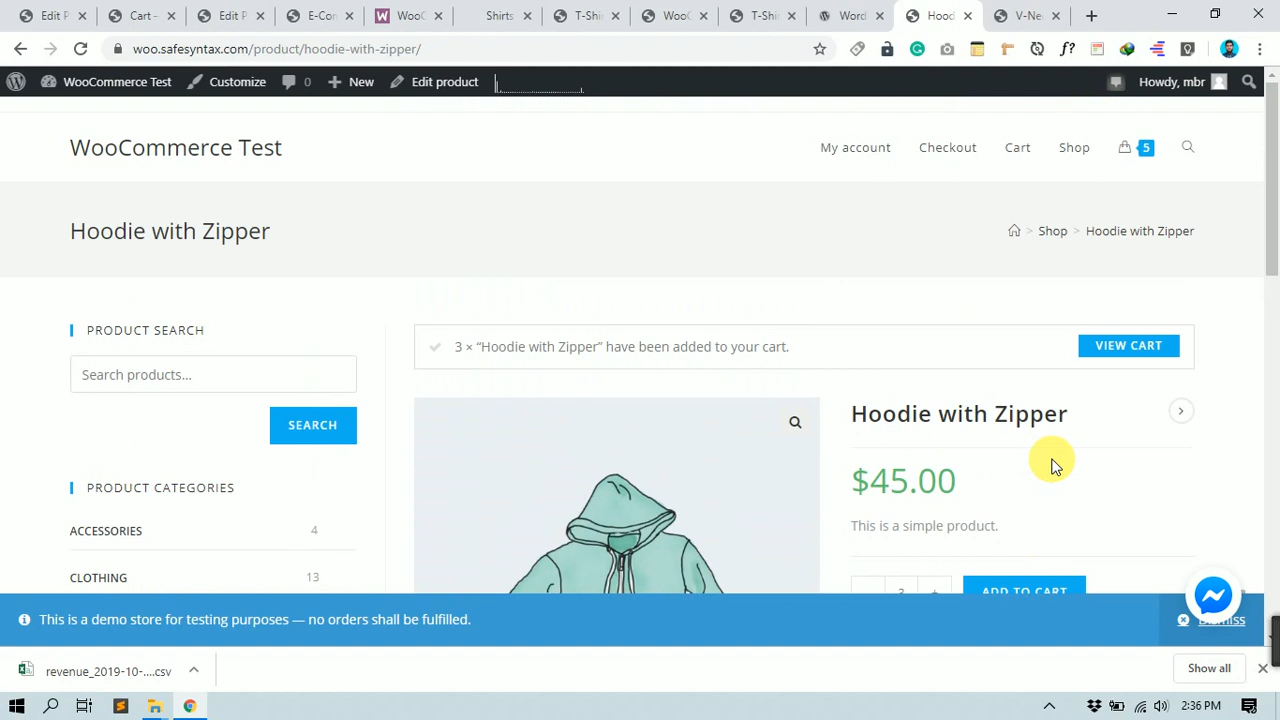 Edit P
Cart -
Edit P
E-Con
WooC
Shirts
T-Shi
WooC
T-Shi
Word
Hood
V-Ne
woo.safesyntax.com/product/hoodie-with-zipper/
f?
WooCommerce Test
Customize
0
New
Edit product
Howdy, mbr
WooCommerce Test
My account
Checkout
Cart
Shop
5
Hoodie with Zipper
> Shop > Hoodie with Zipper
PRODUCT SEARCH
3 × “Hoodie with Zipper” have been added to your cart.
VIEW CART
Search products…
SEARCH
Hoodie with Zipper
$45.00
This is a simple product.
PRODUCT CATEGORIES
ACCESSORIES 4
CLOTHING 13
- 3 +
ADD TO CART
This is a demo store for testing purposes — no orders shall be fulfilled.
Dismiss
revenue_2019-10-....csv
Show all
2:36 PM